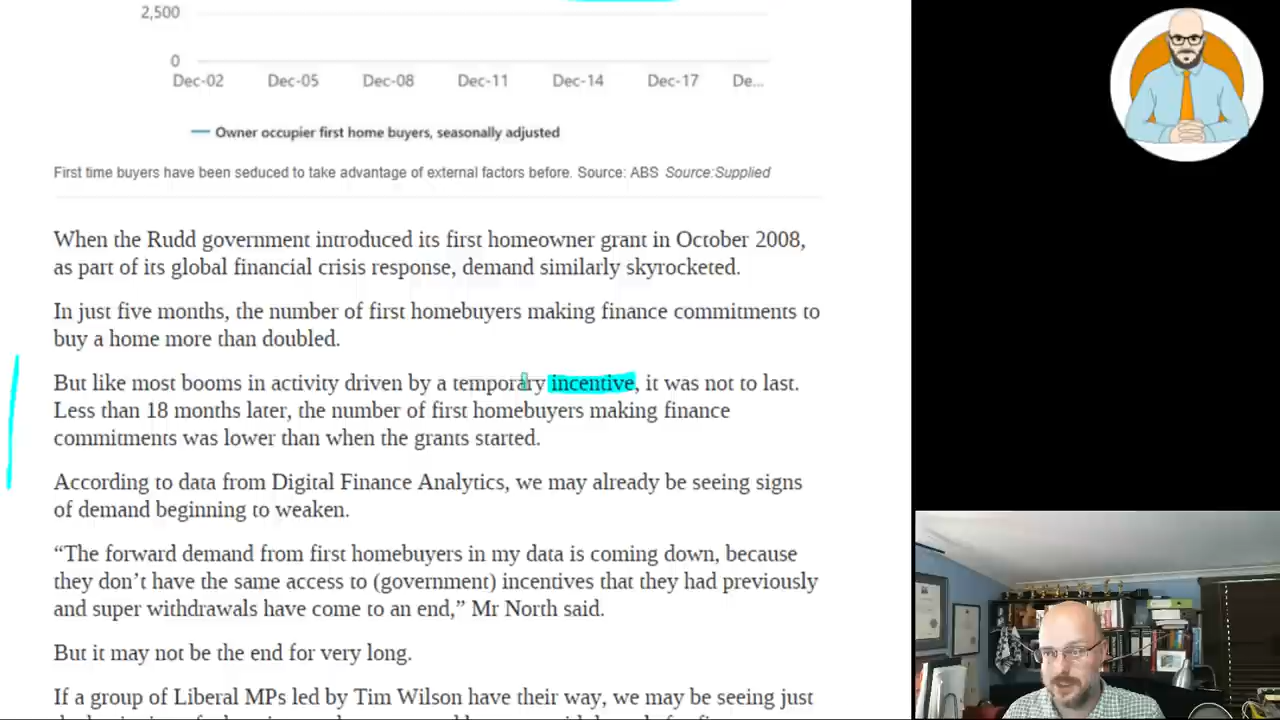 2,500
0
Dec-02 Dec-05 Dec-08 Dec-11 Dec-14 Dec-17 De...
Owner occupier first home buyers, seasonally adjusted
First time buyers have been seduced to take advantage of external factors before. Source: ABS Source:Supplied
When the Rudd government introduced its first homeowner grant in October 2008,
as part of its global financial crisis response, demand similarly skyrocketed.
In just five months, the number of first homebuyers making finance commitments to
buy a home more than doubled.
But like most booms in activity driven by a temporary incentive, it was not to last.
Less than 18 months later, the number of first homebuyers making finance
commitments was lower than when the grants started.
According to data from Digital Finance Analytics, we may already be seeing signs
of demand beginning to weaken.
“The forward demand from first homebuyers in my data is coming down, because
they don’t have the same access to (government) incentives that they had previously
and super withdrawals have come to an end,” Mr North said.
But it may not be the end for very long.
If a group of Liberal MPs led by Tim Wilson have their way, we may be seeing just